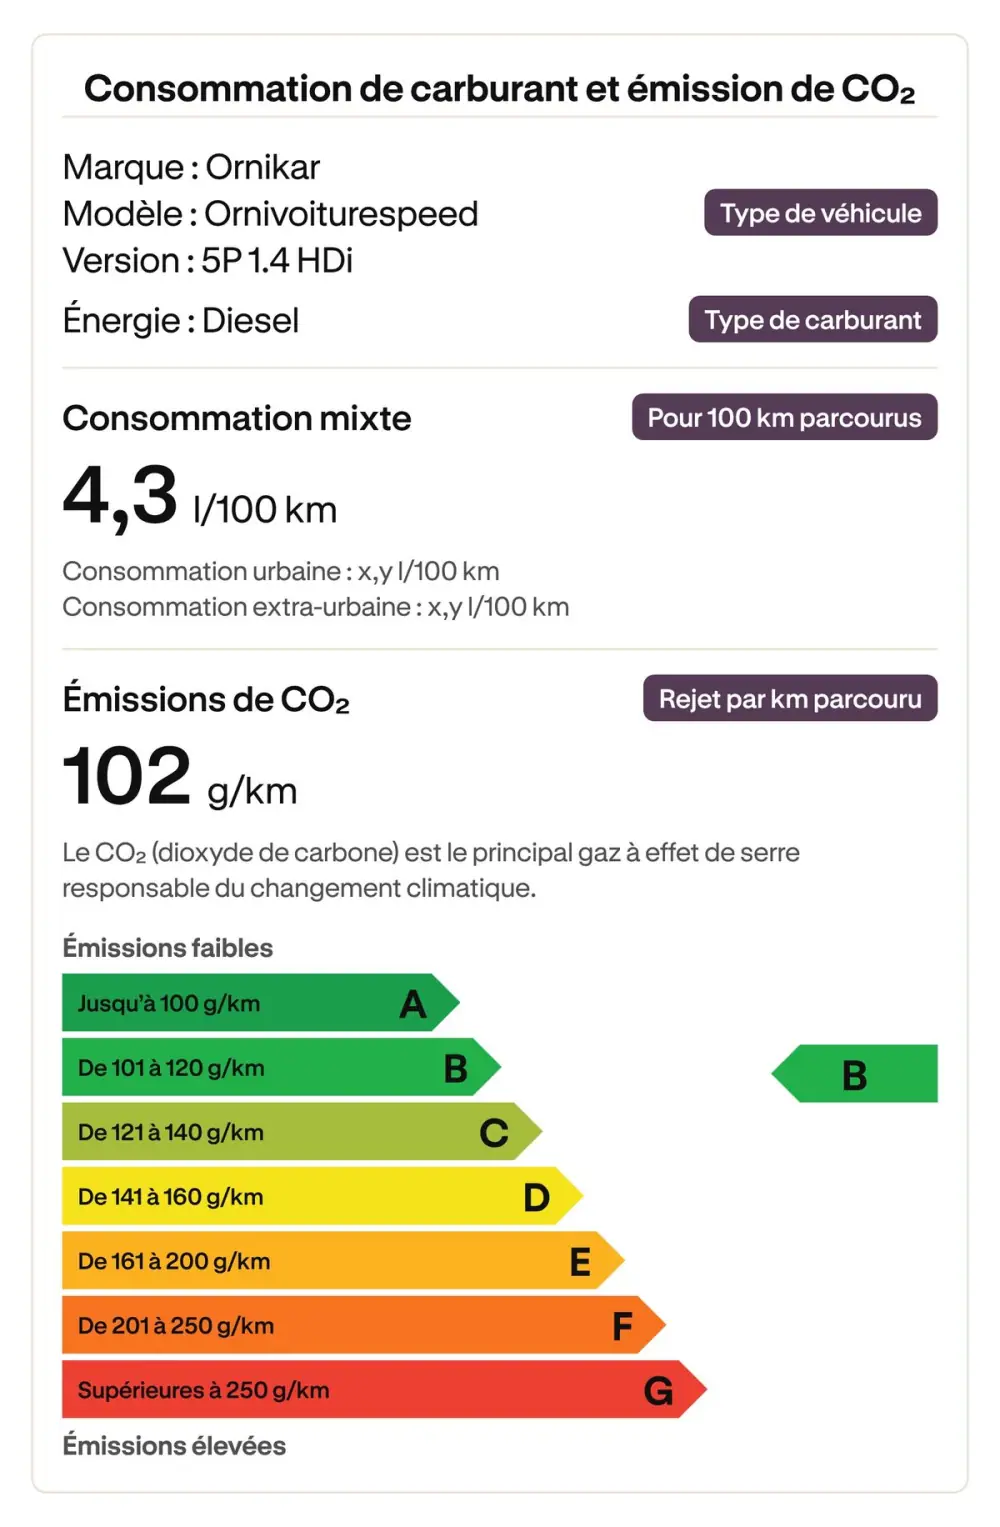 Consommation de carburant et émission de CO₂
Marque : Ornikar
Modèle : Ornivoiturespeed
Type de véhicule
Version : 5P 1.4 HDi
Énergie : Diesel
Type de carburant
Consommation mixte
Pour 100 km parcourus
4,3 l/100 km
Consommation urbaine : x,y l/100 km
Consommation extra-urbaine : x,y l/100 km
Émissions de CO₂
Rejet par km parcouru
102 g/km
Le CO₂ (dioxyde de carbone) est le principal gaz à effet de serre
responsable du changement climatique.
Émissions faibles
Jusqu'à 100 g/km A
De 101 à 120 g/km B
B
De 121 à 140 g/km C
De 141 à 160 g/km D
De 161 à 200 g/km E
De 201 à 250 g/km F
Supérieures à 250 g/km G
Émissions élevées